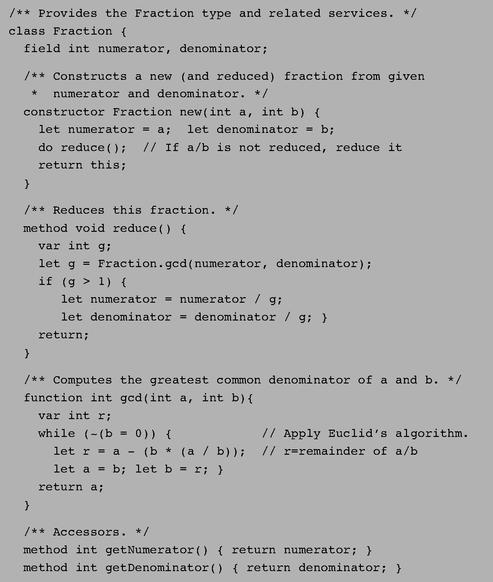 /** Provides the Fraction type and related services. */
class Fraction {
  field int numerator, denominator;

  /** Constructs a new (and reduced) fraction from given
   *  numerator and denominator. */
  constructor Fraction new(int a, int b) {
    let numerator = a;  let denominator = b;
    do reduce();  // If a/b is not reduced, reduce it
    return this;
  }

  /** Reduces this fraction. */
  method void reduce() {
    var int g;
    let g = Fraction.gcd(numerator, denominator);
    if (g > 1) {
       let numerator = numerator / g;
       let denominator = denominator / g; }
    return;
  }

  /** Computes the greatest common denominator of a and b. */
  function int gcd(int a, int b){
    var int r;
    while (~(b = 0)) {            // Apply Euclid's algorithm.
      let r = a - (b * (a / b));  // r=remainder of a/b
      let a = b; let b = r; }
    return a;
  }

  /** Accessors. */
  method int getNumerator() { return numerator; }
  method int getDenominator() { return denominator; }